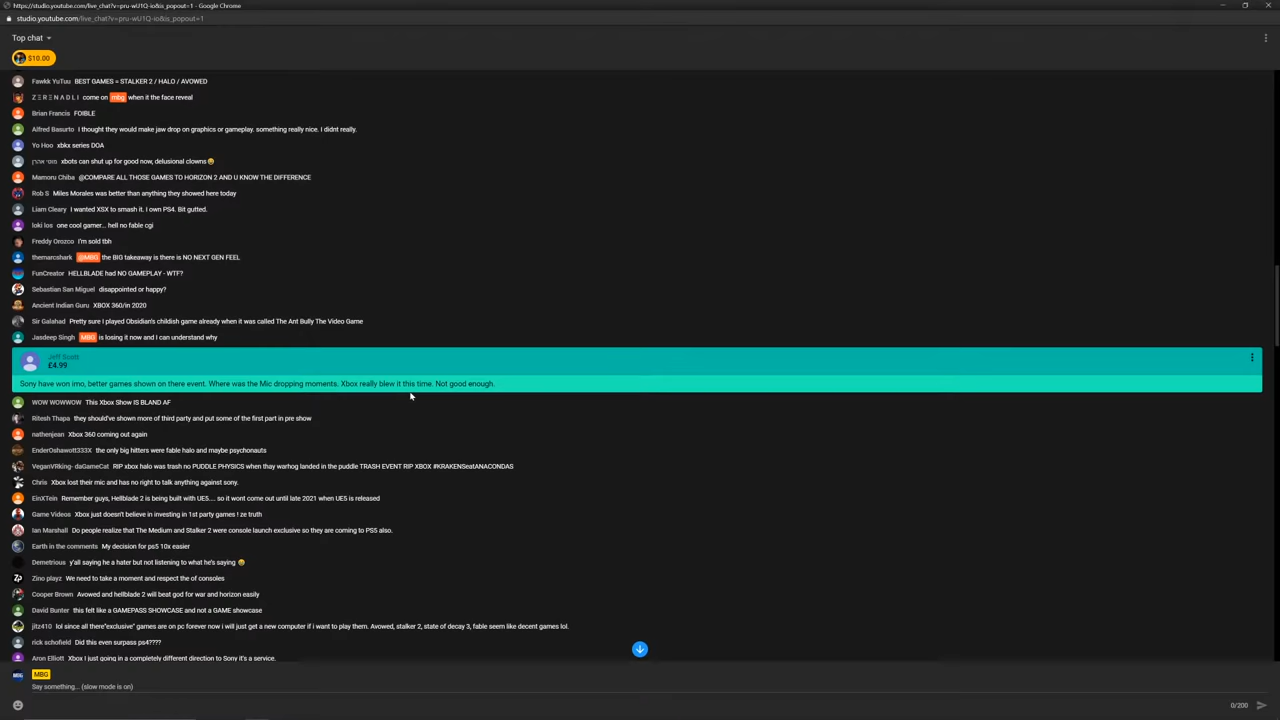 https://studio.youtube.com/live_chat?v=pru-wU1Q-io&is_popout=1 - Google Chrome
studio.youtube.com/live_chat?v=pru-wU1Q-io&is_popout=1
Top chat
$10.00
Fawkk YuTuu BEST GAMES = STALKER 2 / HALO / AVOWED
Z Ξ R Ξ N A D L I come on mbg when it the face reveal
Brian Francis FOIBLE
Alfred Basurto I thought they would make jaw drop on graphics or gameplay. something really nice. I didnt really.
Yo Hoo xbkx series DOA
מוסי אהרן xbots can shut up for good now, delusional clowns
Mamoru Chiba @COMPARE ALL THOSE GAMES TO HORIZON 2 AND U KNOW THE DIFFERENCE
Rob S Miles Morales was better than anything they showed here today
Liam Cleary I wanted XSX to smash it. I own PS4. Bit gutted.
loki los one cool gamer... hell no fable cgi
Freddy Orozco i'm sold tbh
themarcshark @MBG the BIG takeaway is there is NO NEXT GEN FEEL
FunCreator HELLBLADE had NO GAMEPLAY - WTF?
Sebastian San Miguel disappointed or happy?
Ancient Indian Guru XBOX 360/in 2020
Sir Galahad Pretty sure I played Obsidian's childish game already when it was called The Ant Bully The Video Game
Jasdeep Singh MBG is losing it now and I can understand why
Jeff Scott
£4.99
Sony have won imo, better games shown on there event. Where was the Mic dropping moments. Xbox really blew it this time. Not good enough.
WOW WOWWOW This Xbox Show IS BLAND AF
Ritesh Thapa they should've shown more of third party and put some of the first part in pre show
nathenjean Xbox 360 coming out again
EnderOshawott333X the only big hitters were fable halo and maybe psychonauts
VeganVRking- daGameCat RIP xbox halo was trash no PUDDLE PHYSICS when thay warhog landed in the puddle TRASH EVENT RIP XBOX #KRAKENSeatANACONDAS
Chris Xbox lost their mic and has no right to talk anything against sony.
EinXTein Remember guys, Hellblade 2 is being built with UE5.... so it wont come out until late 2021 when UE5 is released
Game Videos Xbox just doesn't believe in investing in 1st party games ! ze truth
Ian Marshall Do people realize that The Medium and Stalker 2 were console launch exclusive so they are coming to PS5 also.
Earth in the comments My decision for ps5 10x easier
Demetrious y'all saying he a hater but not listening to what he's saying
Zino playz We need to take a moment and respect the of consoles
Cooper Brown Avowed and hellblade 2 will beat god for war and horizon easily
David Bunter this felt like a GAMEPASS SHOWCASE and not a GAME showcase
jitz410 lol since all there"exclusive" games are on pc forever now i will just get a new computer if i want to play them. Avowed, stalker 2, state of decay 3, fable seem like decent games lol.
rick schofield Did this even surpass ps4????
Aron Elliott Xbox I just going in a completely different direction to Sony it's a service.
MBG
Say something... (slow mode is on)
0/200